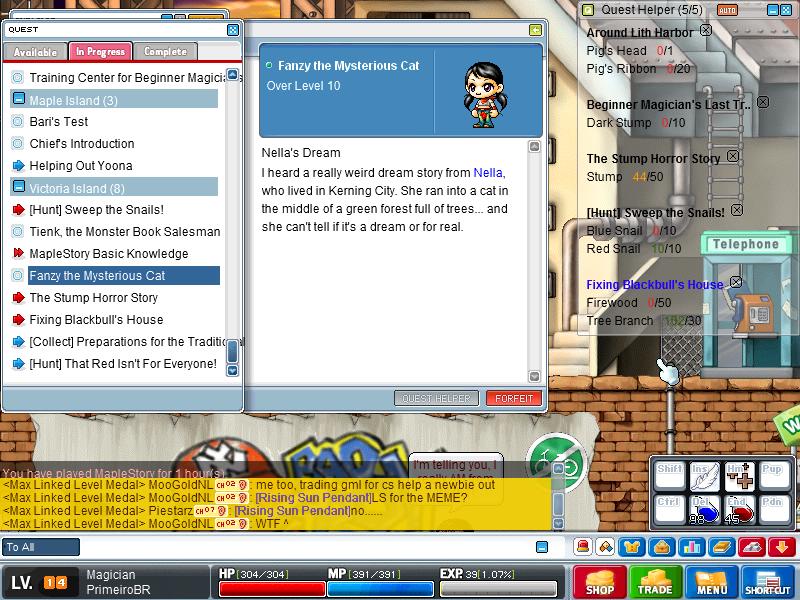 QUEST
Available
In Progress
Complete
Training Center for Beginner Magicia
Maple Island (3)
Bari's Test
Chief's Introduction
Helping Out Yoona
Victoria Island (8)
[Hunt] Sweep the Snails!
Tienk, the Monster Book Salesman
MapleStory Basic Knowledge
Fanzy the Mysterious Cat
The Stump Horror Story
Fixing Blackbull's House
[Collect] Preparations for the Traditional
[Hunt] That Red Isn't For Everyone!
Fanzy the Mysterious Cat
Over Level 10
Nella's Dream
I heard a really weird dream story from Nella,
who lived in Kerning City. She ran into a cat in
the middle of a green forest full of trees... and
she can't tell if it's a dream or for real.
QUEST HELPER
FORFEIT
Quest Helper (5/5)
AUTO
Around Lith Harbor
Pig's Head 0/1
Pig's Ribbon 0/20
Beginner Magician's Last Tr..
Dark Stump 0/10
The Stump Horror Story
Stump 44/50
[Hunt] Sweep the Snails!
Blue Snail 0/10
Red Snail 10/10
Fixing Blackbull's House
Firewood 0/50
Tree Branch /30
Telephone
I'm telling you, I
You have played MapleStory for 1 hour(s)
<Max Linked Level Medal> MooGoldNL CH 02 : me too, trading gml for cs help a newbie out
<Max Linked Level Medal> MooGoldNL CH 02 : [Rising Sun Pendant]LS for the MEME?
<Max Linked Level Medal> Piestarz CH 07 : [Rising Sun Pendant]no......
<Max Linked Level Medal> MooGoldNL CH 02 : WTF ^
Shift
Ins
Hm
Pup
Ctrl
Del
End
Pdn
98
45
To All
LV. 14
Magician
PrimeiroBR
HP [304/304]
MP [391/391]
EXP. 39 [1.07%]
SHOP
TRADE
MENU
SHORTCUT